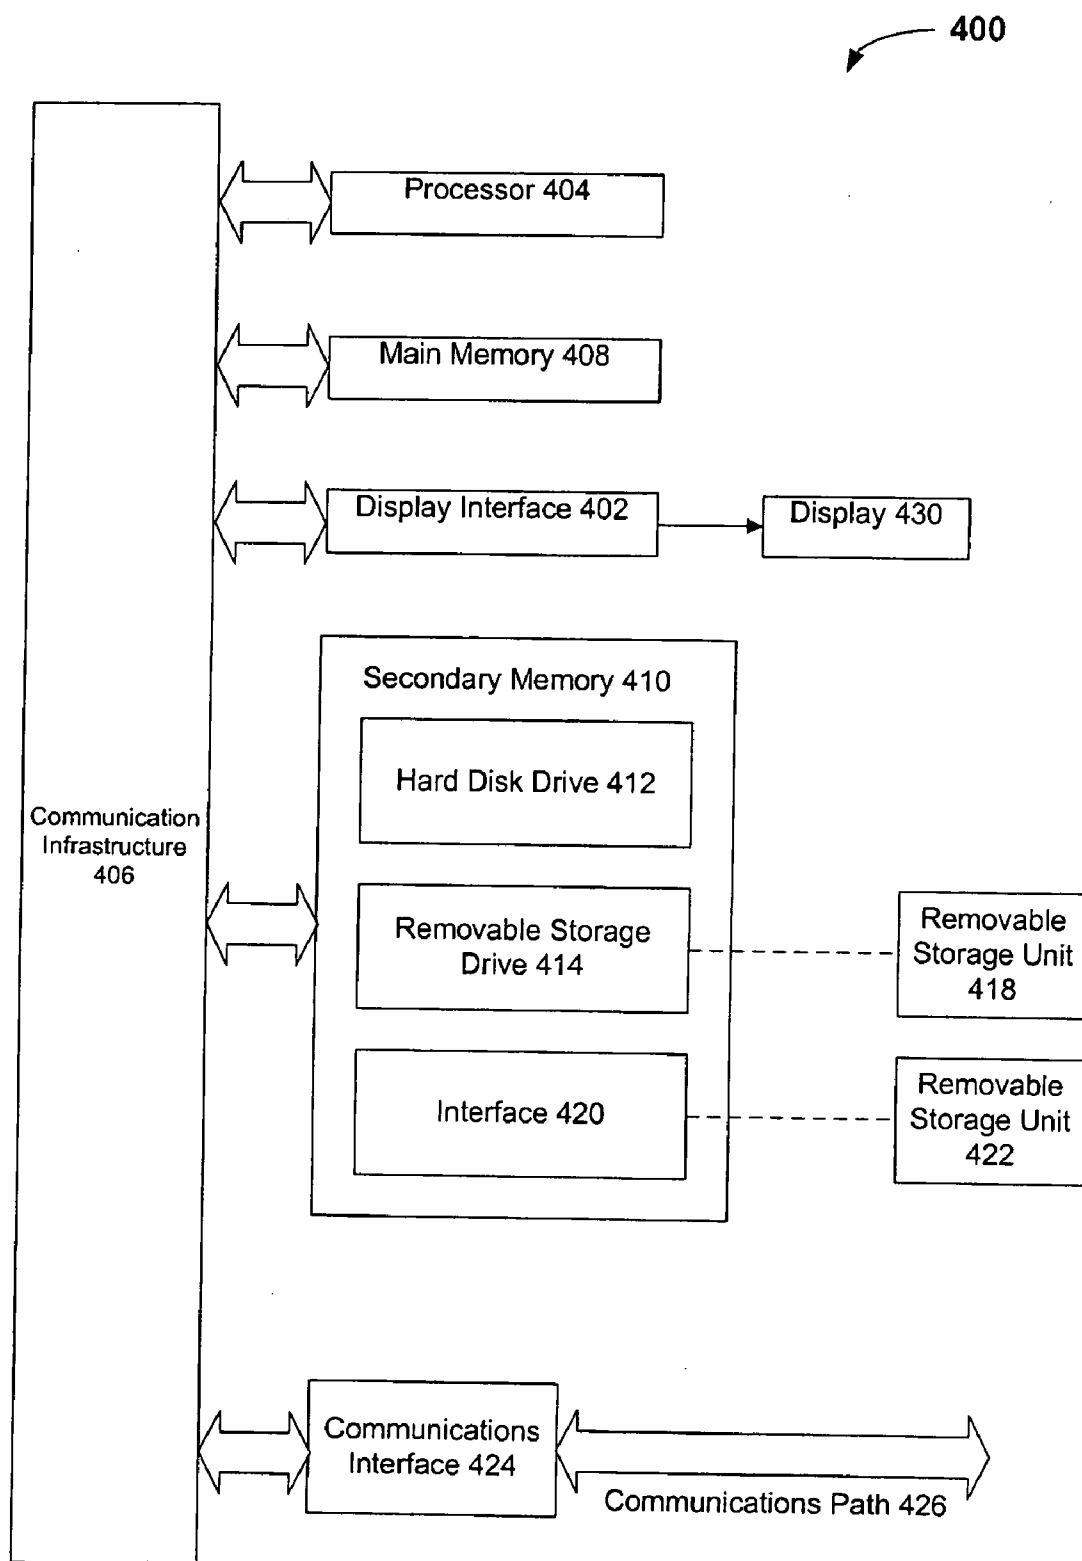 400
Processor 404
Main Memory 408
Display Interface 402
Display 430
Secondary Memory 410
Hard Disk Drive 412
Communication
Infrastructure
406
Removable Storage
Drive 414
Removable
Storage Unit
418
Interface 420
Removable
Storage Unit
422
Communications
Interface 424
Communications Path 426